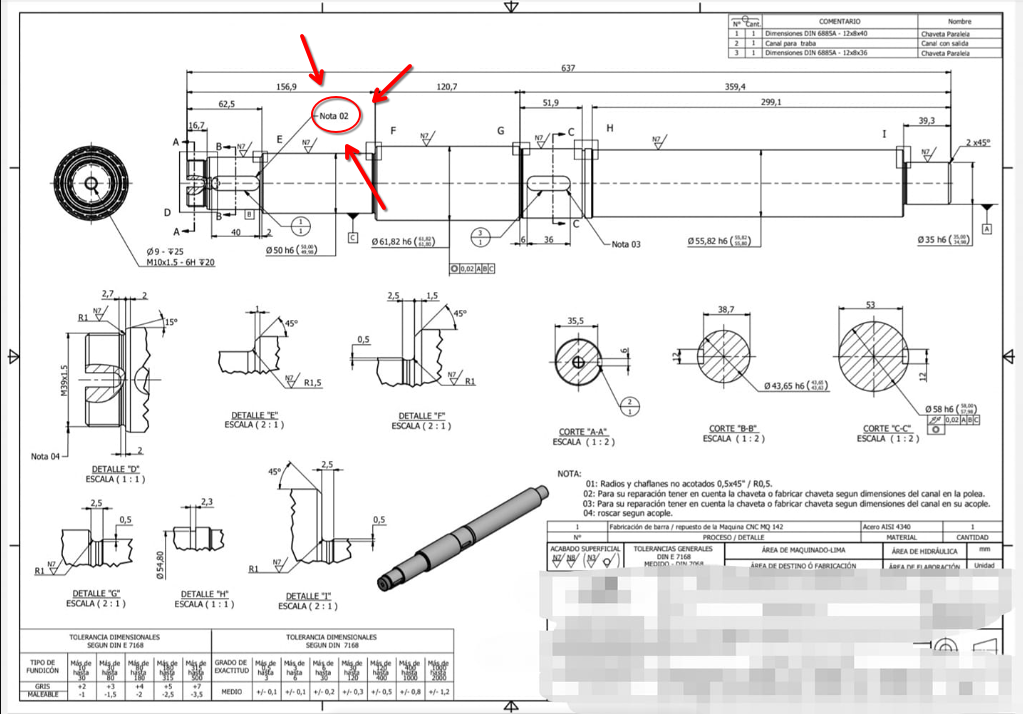 N° Cant. COMENTARIO Nombre
1 1 Dimensiones DIN 6885A - 12x8x40 Chaveta Paralela
2 1 Canal para traba Canal con salida
3 1 Dimensiones DIN 6885A - 12x8x36 Chaveta Paralela
637
156,9 120,7 359,4
62,5 51,9 299,1
16,7 Nota 02 39,3
A B N7 E N7 F N7 G N7 C H N7 I N7 2 x45°
D A B B C C
40 2 1 1 3 1 6 36 Nota 03 A
Ø 50 h6 (50,00 49,98) Ø 61,82 h6 (61,82 61,80) Ø 55,82 h6 (55,82 55,80) Ø 35 h6 (35,00 34,98)
Ø 9 - ↧25
M10x1.5 - 6H ↧20
0,02 A B C
2,7 2
R1 N7 15°
M39x1.5
Nota 04 2
DETALLE "D"
ESCALA ( 1 : 1 )
1 45°
N7 R1,5
DETALLE "E"
ESCALA ( 2 : 1 )
2,5 1,5
45°
0,5
N7 R1
DETALLE "F"
ESCALA ( 2 : 1 )
35,5
6
2 1
CORTE "A-A"
ESCALA ( 1 : 2 )
38,7
12
Ø 43,65 h6 (43,65 43,63)
CORTE "B-B"
ESCALA ( 1 : 2 )
53
12
Ø 58 h6 (58,00 57,98)
0,02 A B C
CORTE "C-C"
ESCALA ( 1 : 2 )
2,5
0,5
R1 N7
DETALLE "G"
ESCALA ( 2 : 1 )
2,3
Ø 54,80
DETALLE "H"
ESCALA ( 1 : 1 )
2,5
45°
0,5
R1 N7
DETALLE "I"
ESCALA ( 2 : 1 )
NOTA:
01: Radios y chaflanes no acotados 0,5x45° / R0,5.
02: Para su reparación tener en cuenta la chaveta o fabricar chaveta segun dimensiones del canal en la polea.
03: Para su reparación tener en cuenta la chaveta o fabricar chaveta segun dimensiones del canal en su acople.
04: roscar segun acople.
1 Fabricación de barra / repuesto de la Maquina CNC MQ 142 Acero AISI 4340 1
N° PROCESO / DETALLE MATERIAL CANTIDAD
ACABADO SUPERFICIAL TOLERANCIAS GENERALES ÁREA DE MAQUINADO-LIMA ÁREA DE HIDRÁULICA mm
DIN E 7168
MEDIDO - DIN 7068 ÁREA DE DESTINO Ó FABRICACIÓN ÁREA DE ELABORACIÓN Unidad
TOLERANCIA DIMENSIONALES TOLERANCIA DIMENSIONALES
SEGUN DIN E 7168 SEGUN DIN 7168
TIPO DE FUNDICÓN Más de hasta 30 Más de 30 hasta 80 Más de 80 hasta 180 Más de 180 hasta 315 Más de 315 hasta 500 GRADO DE EXACTITUD Más de hasta 3 Más de 3 hasta 6 Más de 6 hasta 30 Más de 30 hasta 120 Más de 120 hasta 400 Más de 400 hasta 1000 Más de 1000 hasta 2000
GRIS +2 +3 +4 +5 +7
MALEABLE -1 -1,5 -2 -2,5 -3,5
MEDIO +/- 0,1 +/- 0,1 +/- 0,2 +/- 0,3 +/- 0,5 +/- 0,8 +/- 1,2